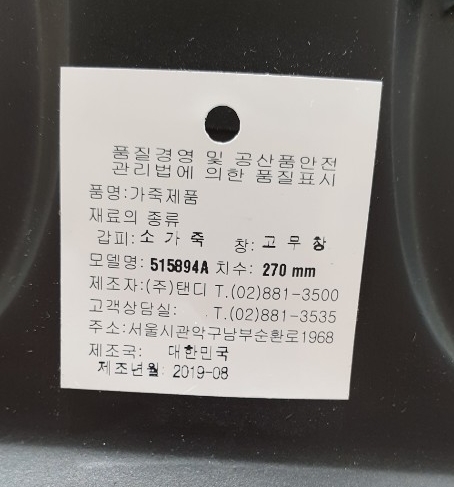 품질경영 및 공산품안전
관리법에 의한 품질표시
품명:가죽제품
재료의 종류
갑피: 소가죽 창: 고무창
모델명: 515894A 치수: 270 mm
제조자:(주)탠디 T.(02)881-3500
고객상담실: T.(02)881-3535
주소:서울시관악구남부순환로1968
제조국: 대한민국
제조년월: 2019-08